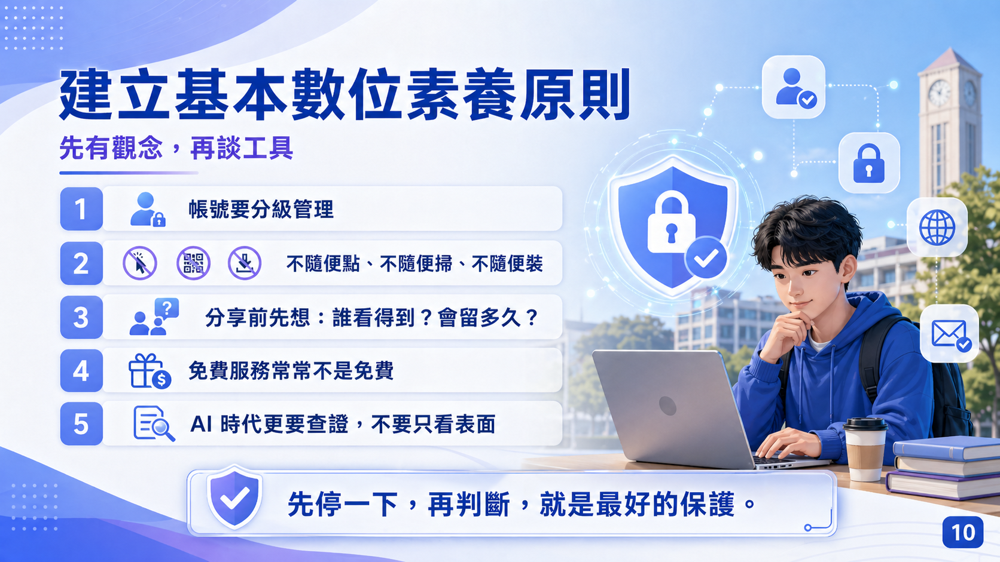 建立基本數位素養原則
先有觀念，再談工具
1 帳號要分級管理
2 不隨便點、不隨便掃、不隨便裝
3 ? 分享前先想：誰看得到？會留多久？
4 $ 免費服務常常不是免費
5 AI 時代更要查證，不要只看表面
先停一下，再判斷，就是最好的保護。
10